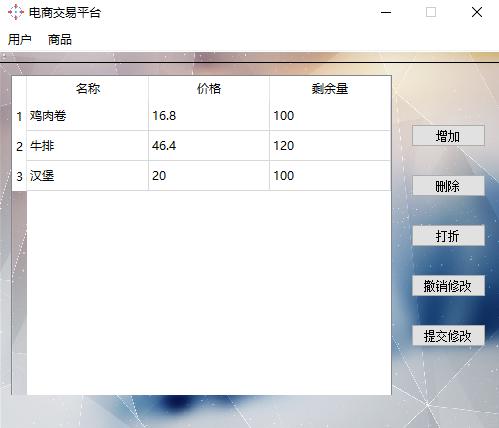 电商交易平台
用户 商品
名称 价格 剩余量
1 鸡肉卷 16.8 100
2 牛排 46.4 120
3 汉堡 20 100
增加
删除
打折
撤销修改
提交修改